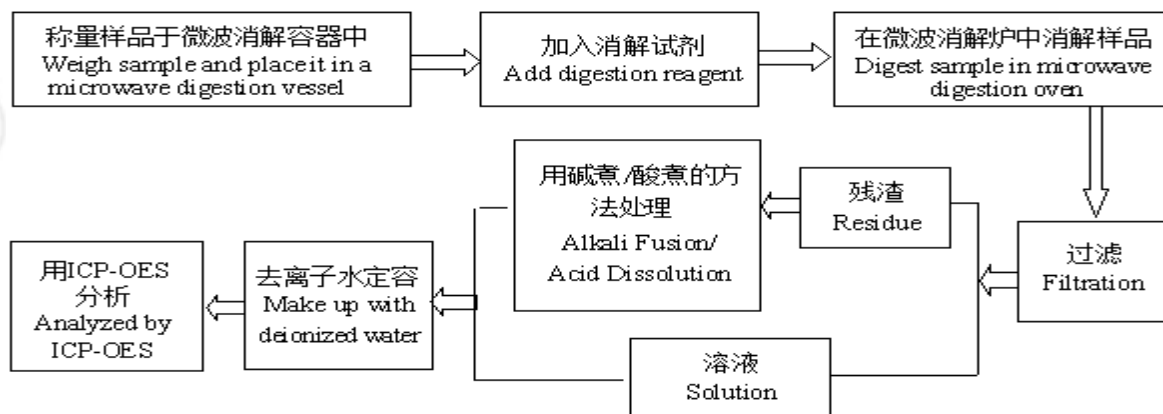 称量样品于微波消解容器中
Weigh sample and place it in a
microwave digestion vessel
加入消解试剂
Add digestion reagent
在微波消解炉中消解样品
Digest sample in microwave
digestion oven
过滤
Filtration
残渣
Residue
用碱煮/酸煮的方
法处理
Alkali Fusion/
Acid Dissolution
溶液
Solution
去离子水定容
Make up with
deionized water
用ICP-OES
分析
Analyzed by
ICP-OES